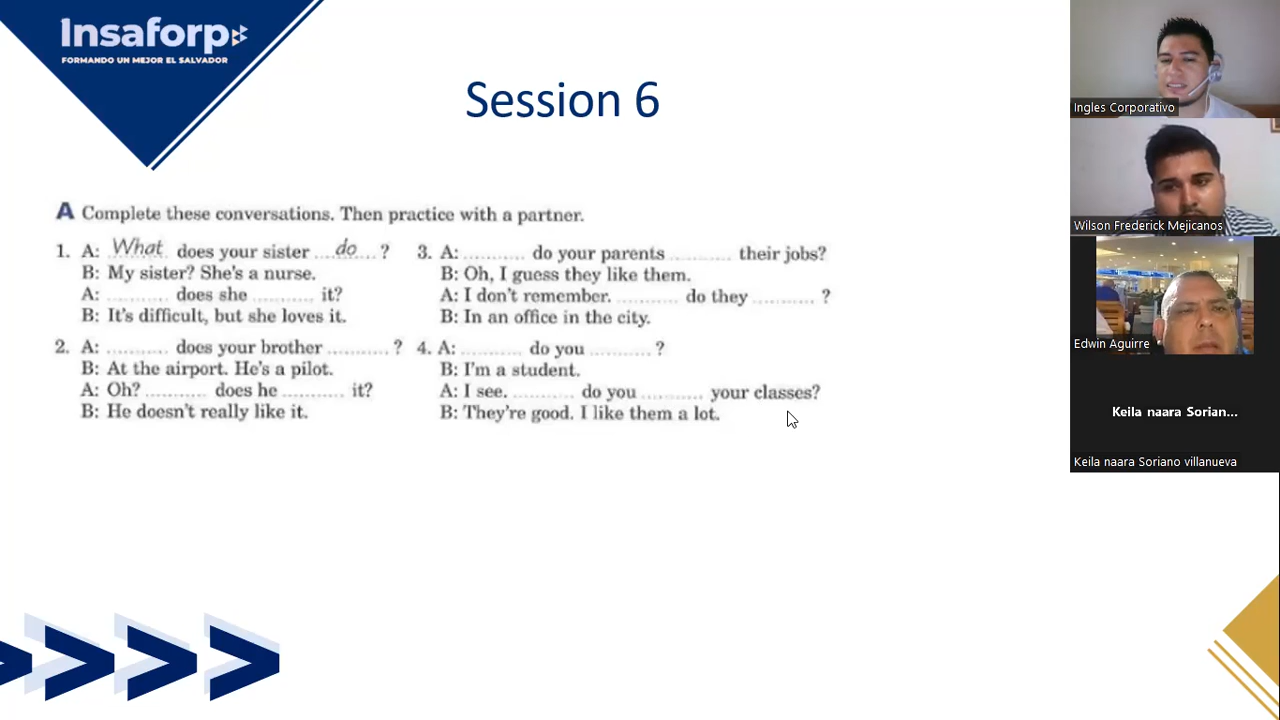 Insaforp
FORMANDO UN MEJOR EL SALVADOR
Session 6
A Complete these conversations. Then practice with a partner.
1. A: What does your sister do ?
B: My sister? She's a nurse.
A: .......... does she .......... it?
B: It's difficult, but she loves it.
2. A: .......... does your brother .......... ?
B: At the airport. He's a pilot.
A: Oh? .......... does he .......... it?
B: He doesn't really like it.
3. A: .......... do your parents .......... their jobs?
B: Oh, I guess they like them.
A: I don't remember. .......... do they .......... ?
B: In an office in the city.
4. A: .......... do you .......... ?
B: I'm a student.
A: I see. .......... do you .......... your classes?
B: They're good. I like them a lot.
Ingles Corporativo
Wilson Frederick Mejicanos
Edwin Aguirre
Keila naara Sorian...
Keila naara Soriano villanueva